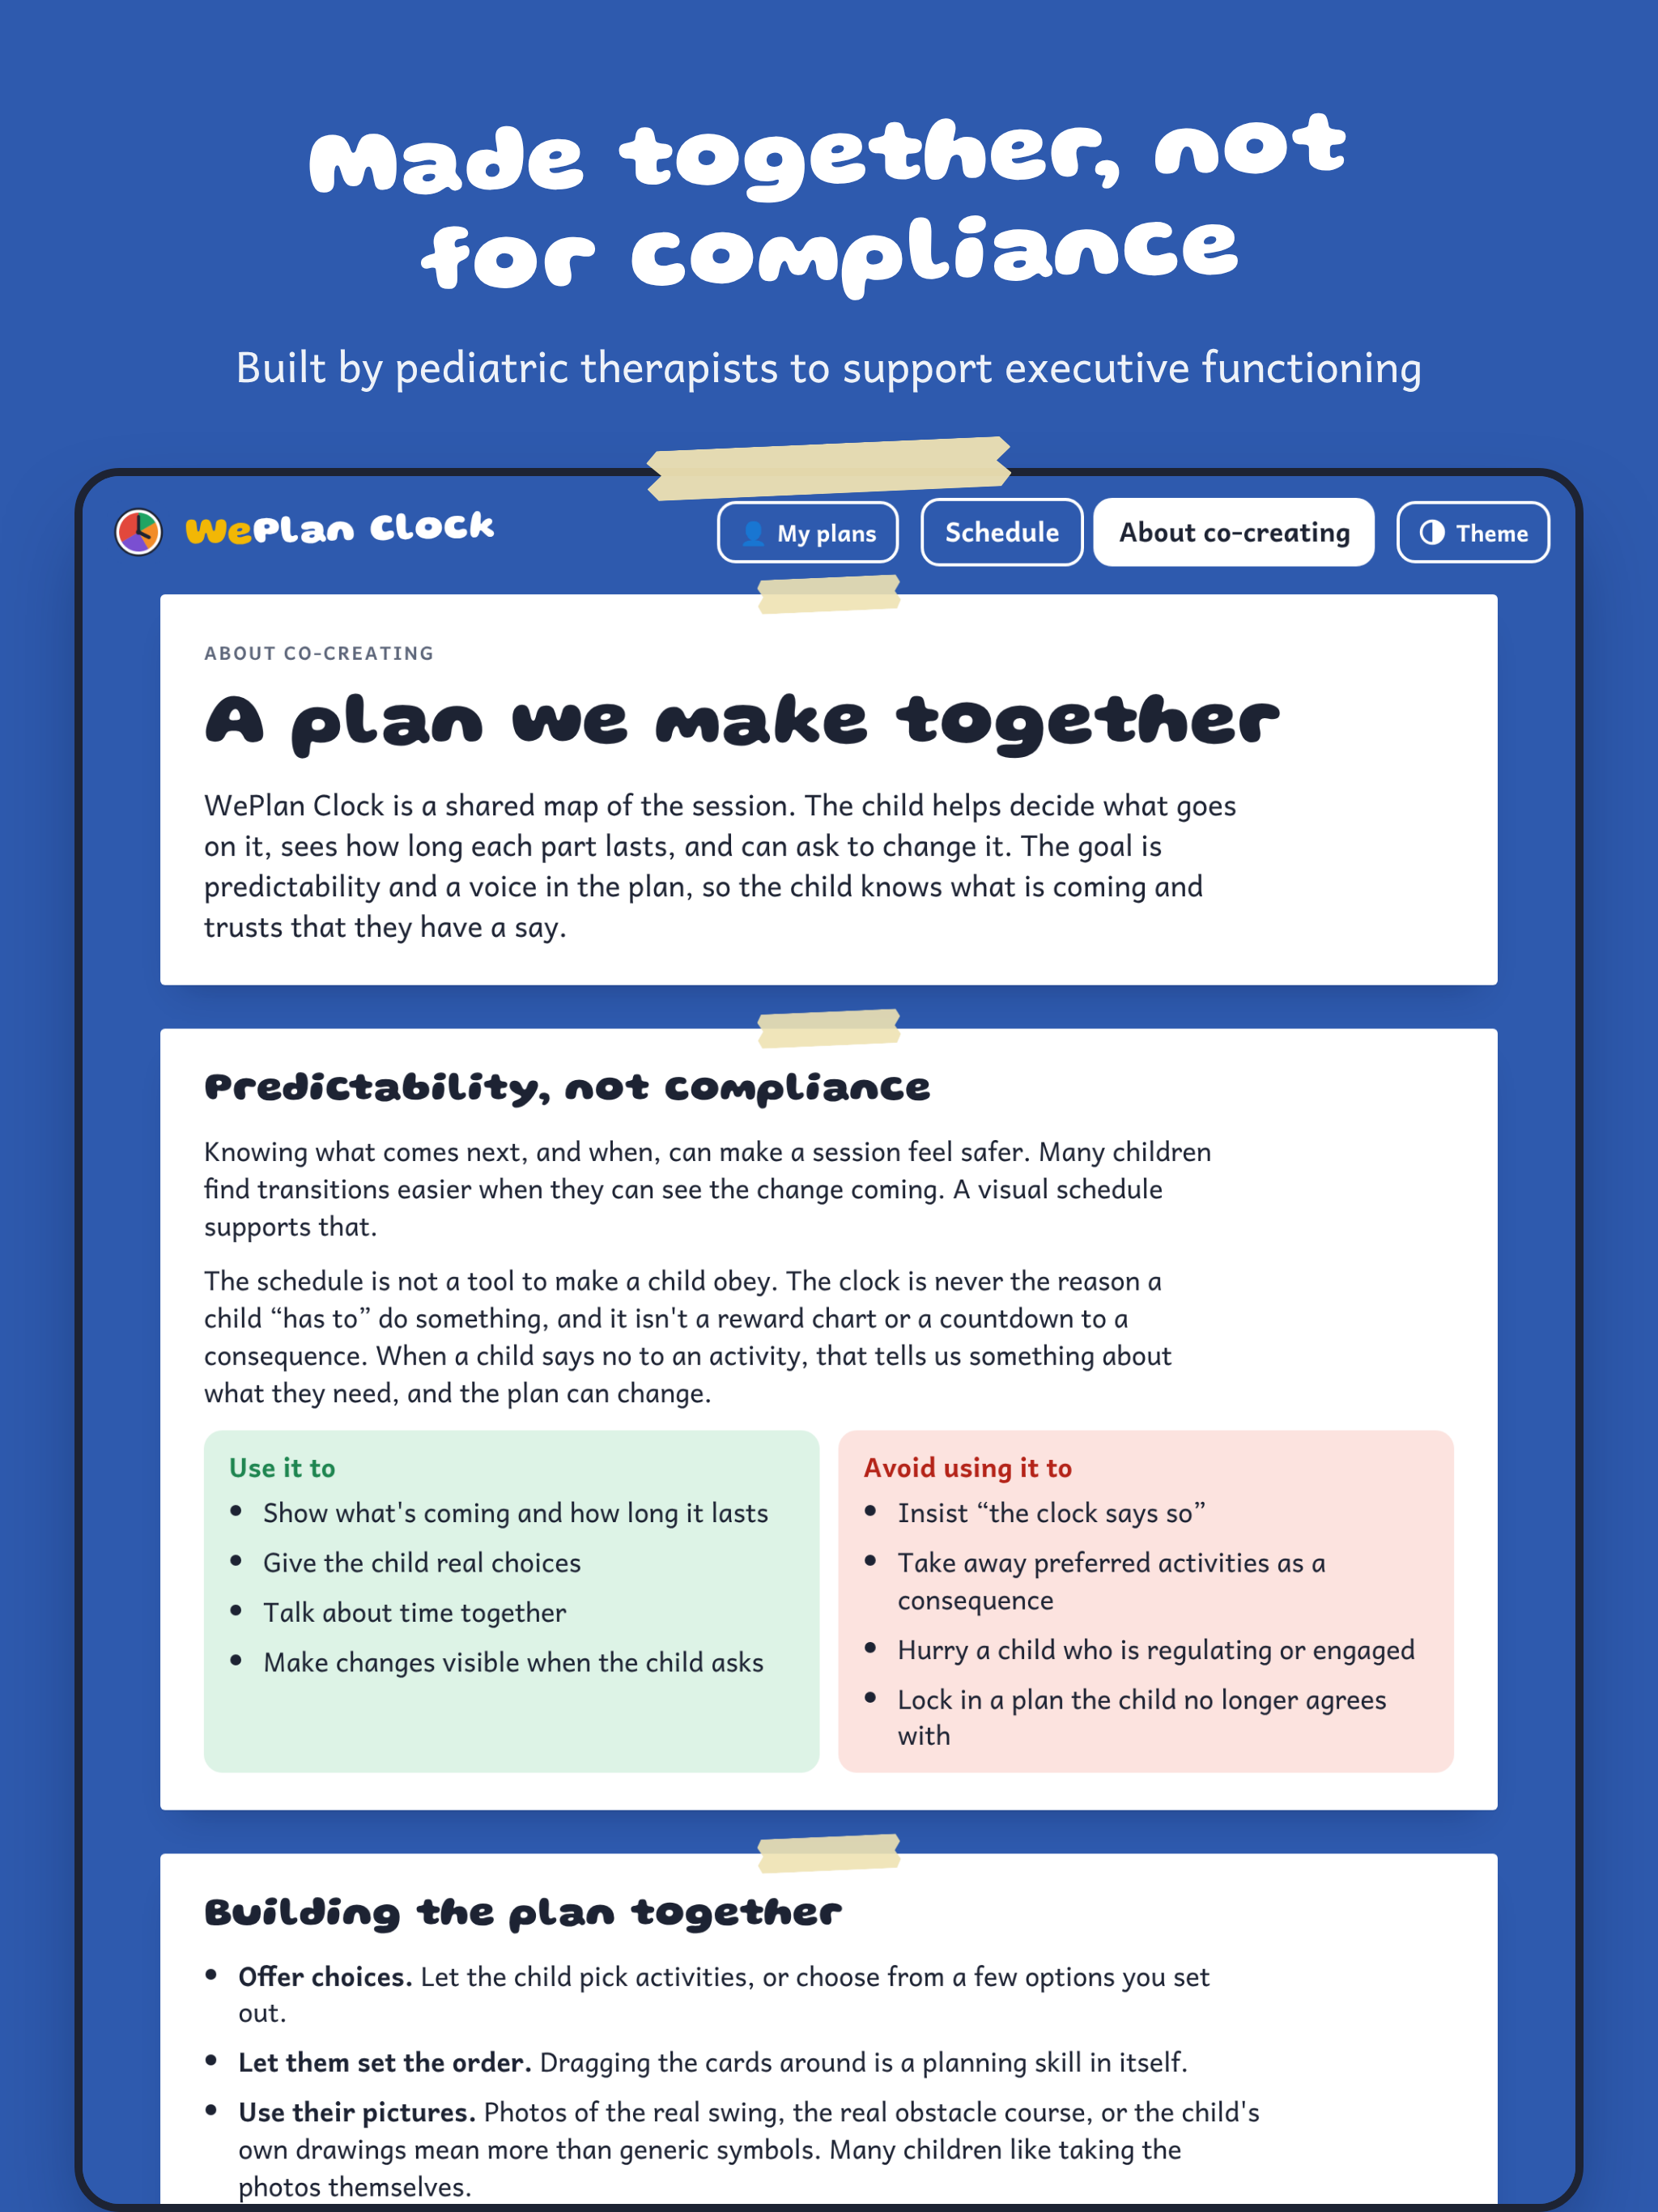 Made together, not
for compliance
Built by pediatric therapists to support executive functioning
WePlan Clock
My plans
Schedule
About co-creating
Theme
ABOUT CO-CREATING
A plan we make together
WePlan Clock is a shared map of the session. The child helps decide what goes
on it, sees how long each part lasts, and can ask to change it. The goal is
predictability and a voice in the plan, so the child knows what is coming and
trusts that they have a say.
Predictability, not compliance
Knowing what comes next, and when, can make a session feel safer. Many children
find transitions easier when they can see the change coming. A visual schedule
supports that.
The schedule is not a tool to make a child obey. The clock is never the reason a
child “has to” do something, and it isn't a reward chart or a countdown to a
consequence. When a child says no to an activity, that tells us something about
what they need, and the plan can change.
Use it to
• Show what's coming and how long it lasts
• Give the child real choices
• Talk about time together
• Make changes visible when the child asks
Avoid using it to
• Insist “the clock says so”
• Take away preferred activities as a
consequence
• Hurry a child who is regulating or engaged
• Lock in a plan the child no longer agrees
with
Building the plan together
• Offer choices. Let the child pick activities, or choose from a few options you set
out.
• Let them set the order. Dragging the cards around is a planning skill in itself.
• Use their pictures. Photos of the real swing, the real obstacle course, or the child's
own drawings mean more than generic symbols. Many children like taking the
photos themselves.